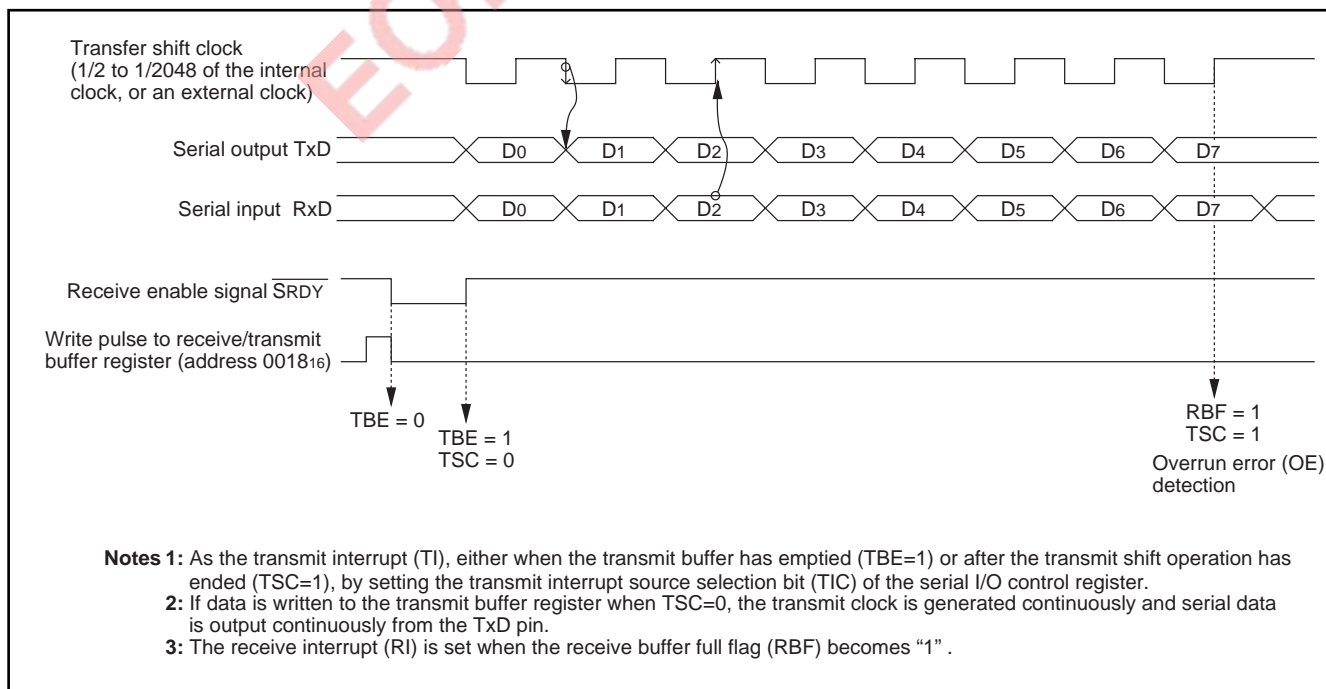 EO
Transfer shift clock
(1/2 to 1/2048 of the internal
clock, or an external clock)
Serial output TxD D0 D1 D2 D3 D4 D5 D6 D7
Serial input RxD D0 D1 D2 D3 D4 D5 D6 D7
Receive enable signal SRDY
Write pulse to receive/transmit
buffer register (address 001816)
TBE = 0
TBE = 1
TSC = 0
RBF = 1
TSC = 1
Overrun error (OE)
detection
Notes 1: As the transmit interrupt (TI), either when the transmit buffer has emptied (TBE=1) or after the transmit shift operation has
ended (TSC=1), by setting the transmit interrupt source selection bit (TIC) of the serial I/O control register.
2: If data is written to the transmit buffer register when TSC=0, the transmit clock is generated continuously and serial data
is output continuously from the TxD pin.
3: The receive interrupt (RI) is set when the receive buffer full flag (RBF) becomes “1” .